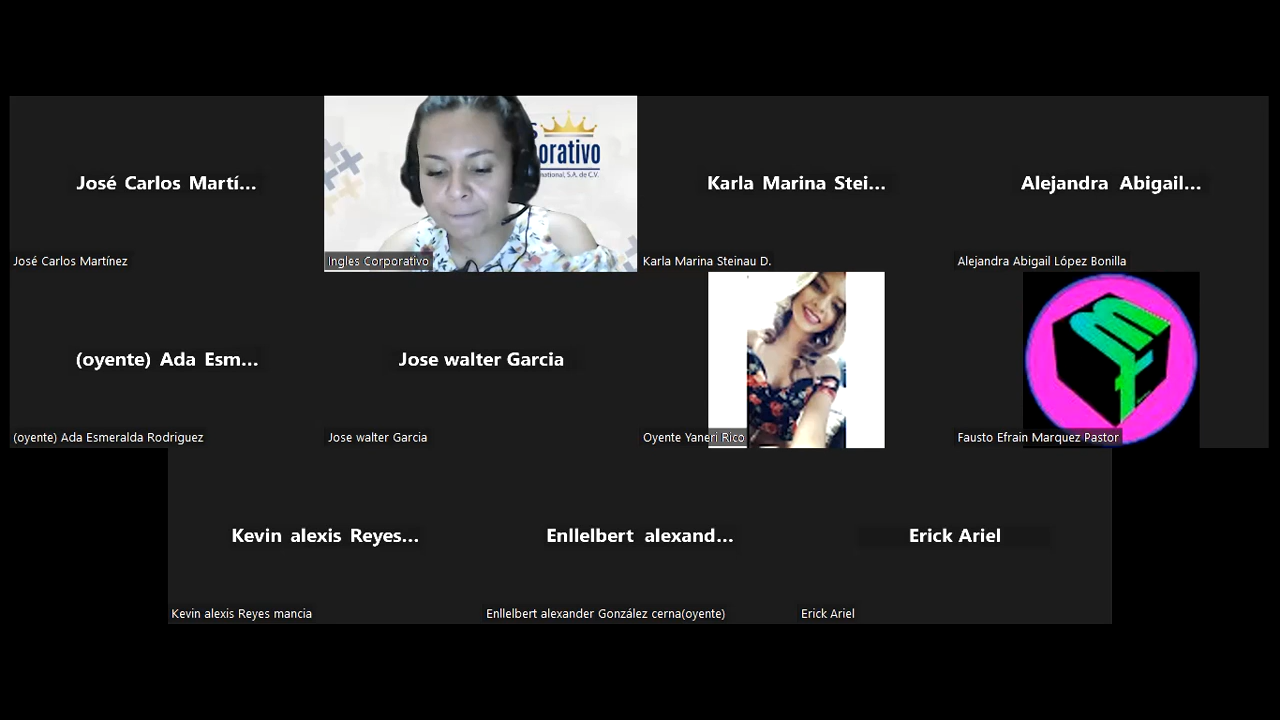 José Carlos Martí...
José Carlos Martínez
S
orativo
national, S.A. de C.V.
Ingles Corporativo
Karla Marina Stei...
Karla Marina Steinau D.
Alejandra Abigail...
Alejandra Abigail López Bonilla
(oyente) Ada Esm...
(oyente) Ada Esmeralda Rodriguez
Jose walter Garcia
Jose walter Garcia
Oyente Yaneri Rico
Fausto Efrain Marquez Pastor
Kevin alexis Reyes...
Kevin alexis Reyes mancia
Enllelbert alexand...
Enllelbert alexander González cerna(oyente)
Erick Ariel
Erick Ariel